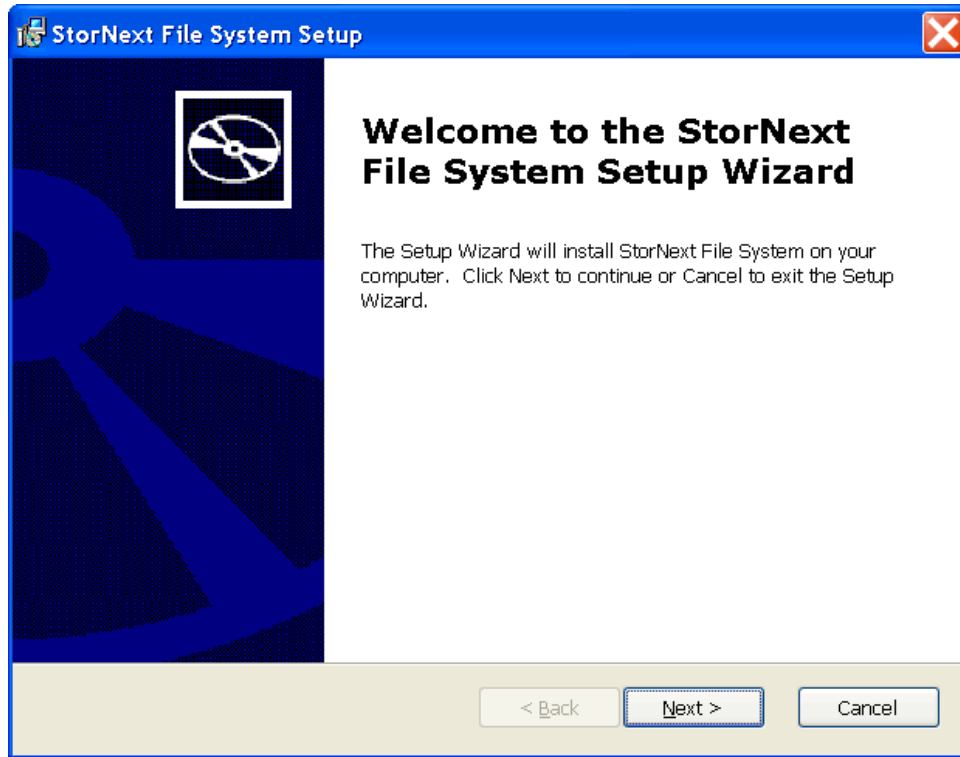 StorNext File System Setup
Welcome to the StorNext
File System Setup Wizard
The Setup Wizard will install StorNext File System on your
computer.  Click Next to continue or Cancel to exit the Setup
Wizard.
< Back
Next >
Cancel